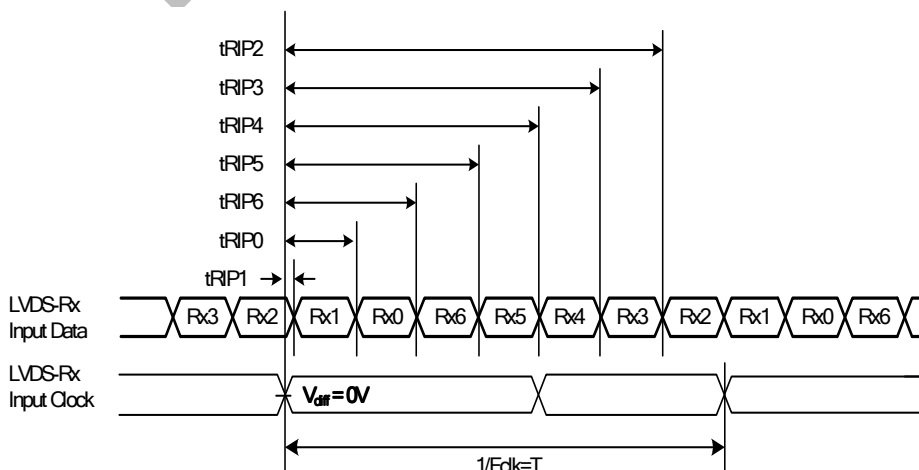 tRIP2
tRIP3
tRIP4
tRIP5
tRIP6
tRIP0
tRIP1
LVDS-Rx
Input Data
Rx3 Rx2 Rx1 Rx0 Rx6 Rx5 Rx4 Rx3 Rx2 Rx1 Rx0 Rx6
LVDS-Rx
Input Clock
Vdiff = 0V
1/Fclk=T